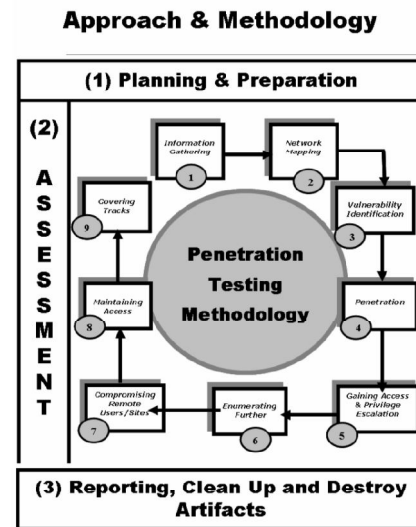 Approach & Methodology
(1) Planning & Preparation
(2)
A
S
S
E
S
S
M
E
N
T
Information
Gathering
1
Network
Mapping
2
Vulnerability
Identification
3
Penetration
4
Gaining Access
& Privilege
Escalation
5
Enumerating
Further
6
Compromising
Remote
Users/Sites
7
Maintaining
Access
8
Covering
Tracks
9
Penetration
Testing
Methodology
(3) Reporting, Clean Up and Destroy
Artifacts